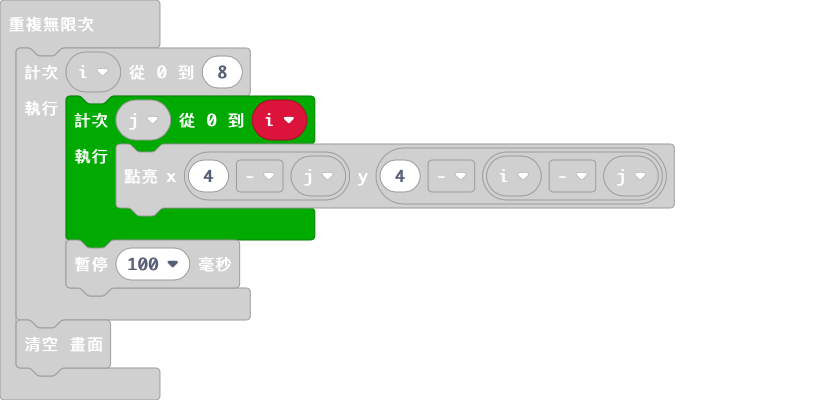 重複無限次
計次 i 從 0 到 8
執行
計次 j 從 0 到 i
執行
點亮 x 4 - j y 4 - i - j
暫停 100 毫秒
清空 畫面